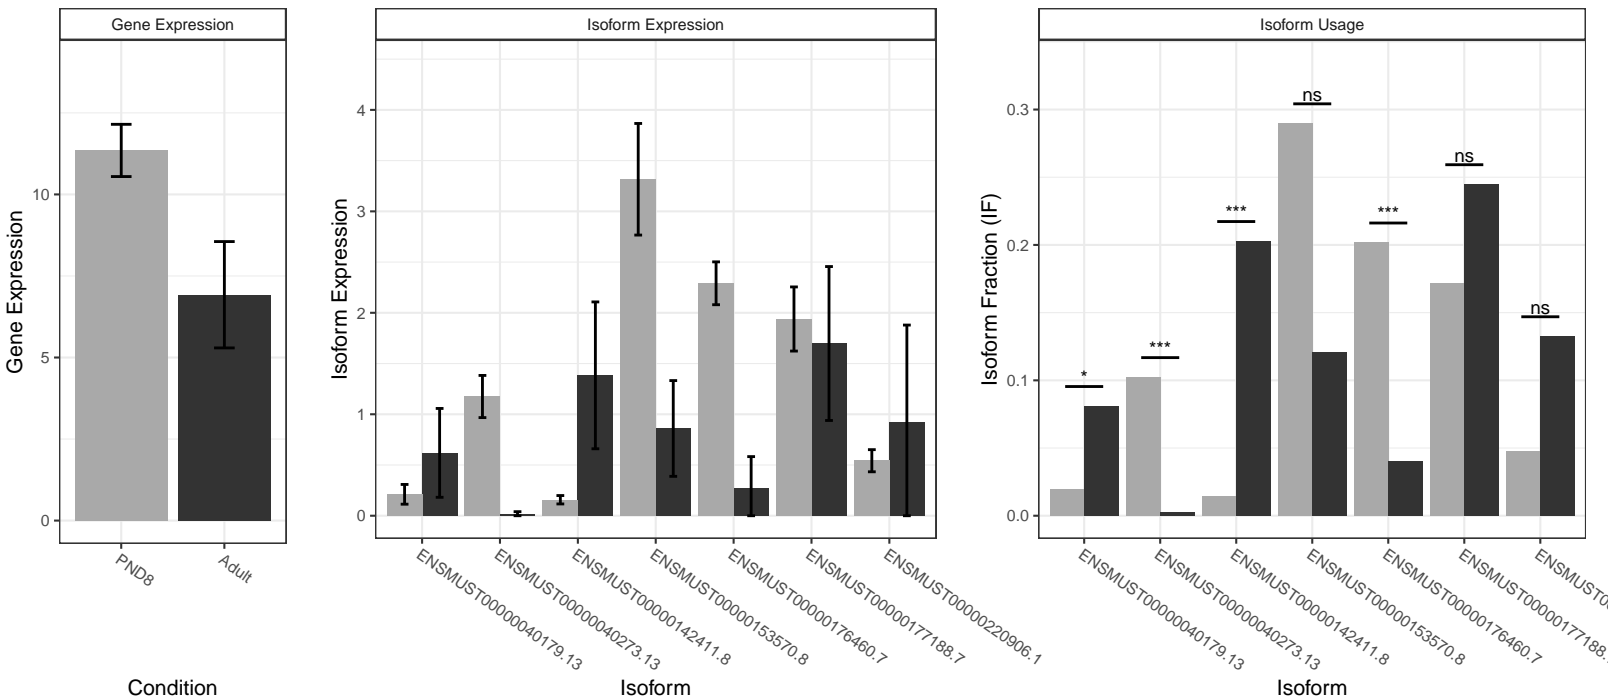 Gene Expression
Gene Expression
10
5
0
PND8
Adult
Condition
Isoform Expression
Isoform Expression
4
3
2
1
0
ENSMUST00000040179.13
ENSMUST00000040273.13
ENSMUST00000142411.8
ENSMUST00000153570.8
ENSMUST00000176460.7
ENSMUST00000177188.7
ENSMUST00000220906.1
Isoform
Isoform Usage
Isoform Fraction (IF)
0.3
0.2
0.1
0.0
*
***
***
ns
***
ns
ns
ENSMUST00000040179.13
ENSMUST00000040273.13
ENSMUST00000142411.8
ENSMUST00000153570.8
ENSMUST00000176460.7
ENSMUST00000177188.
Isoform